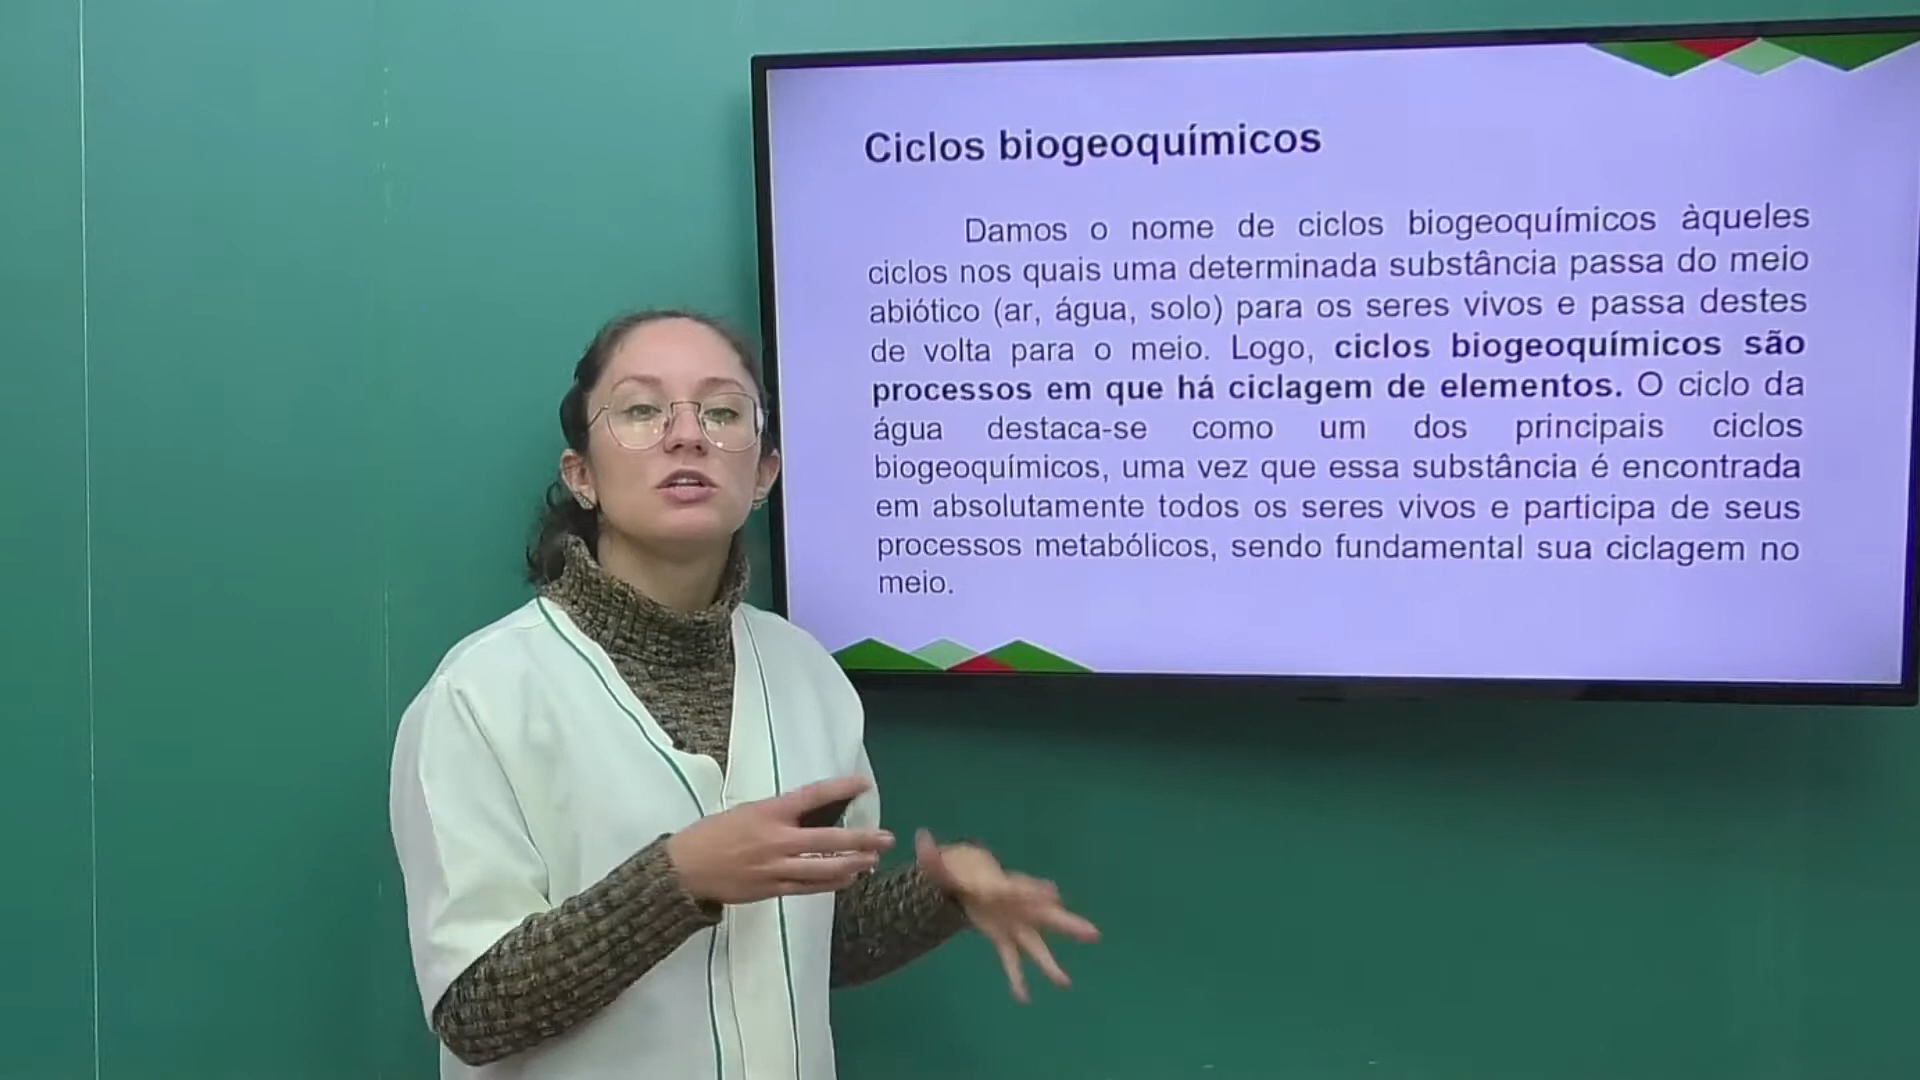 Ciclos biogeoquímicos
Damos o nome de ciclos biogeoquímicos àqueles
ciclos nos quais uma determinada substância passa do meio
abiótico (ar, água, solo) para os seres vivos e passa destes
de volta para o meio. Logo, ciclos biogeoquímicos são
processos em que há ciclagem de elementos. O ciclo da
água destaca-se como um dos principais ciclos
biogeoquímicos, uma vez que essa substância é encontrada
em absolutamente todos os seres vivos e participa de seus
processos metabólicos, sendo fundamental sua ciclagem no
meio.